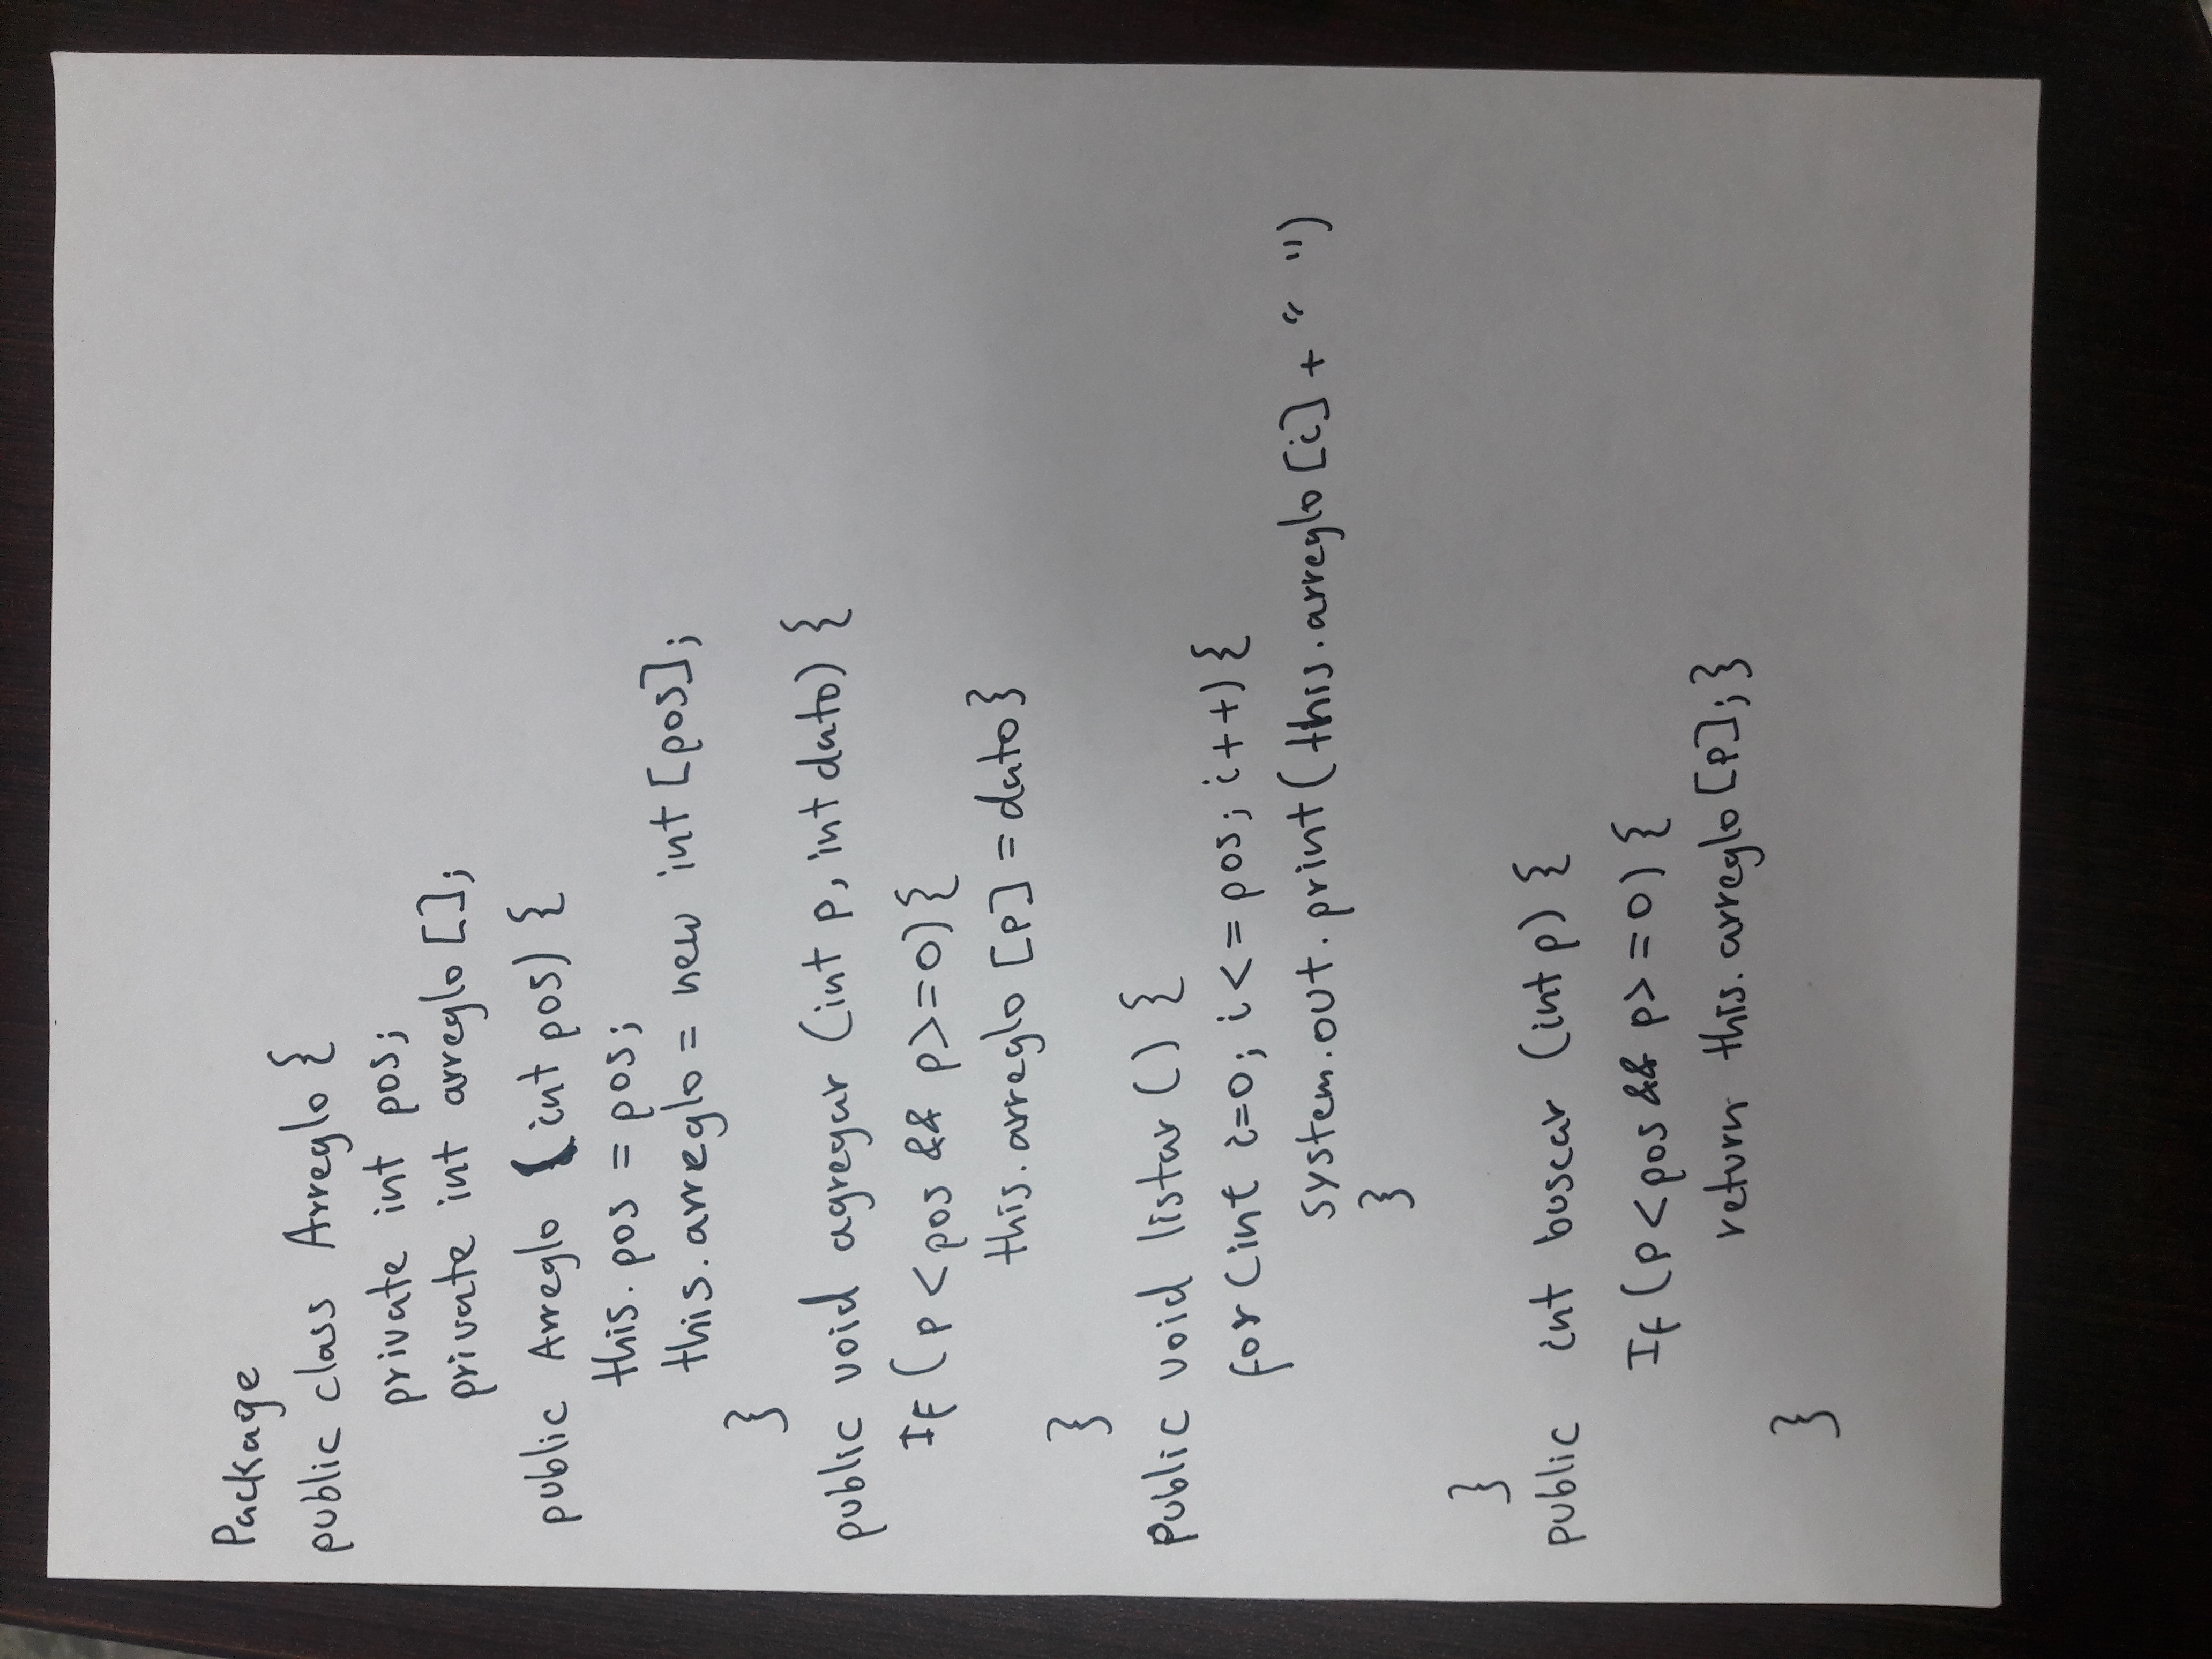 Package
public class Arreglo {
private int pos;
private int arreglo [];
public Arreglo (int pos) {
this. pos = pos;
this. arreglo = new int [pos];
}
public void agregar (int p, int dato) {
If (p < pos && p>=0){
this. arreglo [p] = dato}
}
Public void listar () {
for (int i=0; i<= pos; i++) {
system.out. print( this. arreglo [i] + “ ")
}
}
public int buscar (int p) {
If (p < pos && p> =0) {
return this. arreglo [p]; }
}